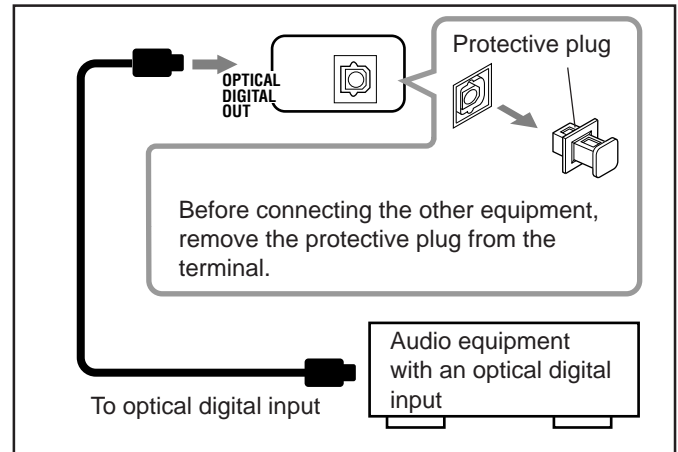 Protective plug
OPTICAL
DIGITAL
OUT
Before connecting the other equipment,
remove the protective plug from the
terminal.
Audio equipment
with an optical digital
input
To optical digital input